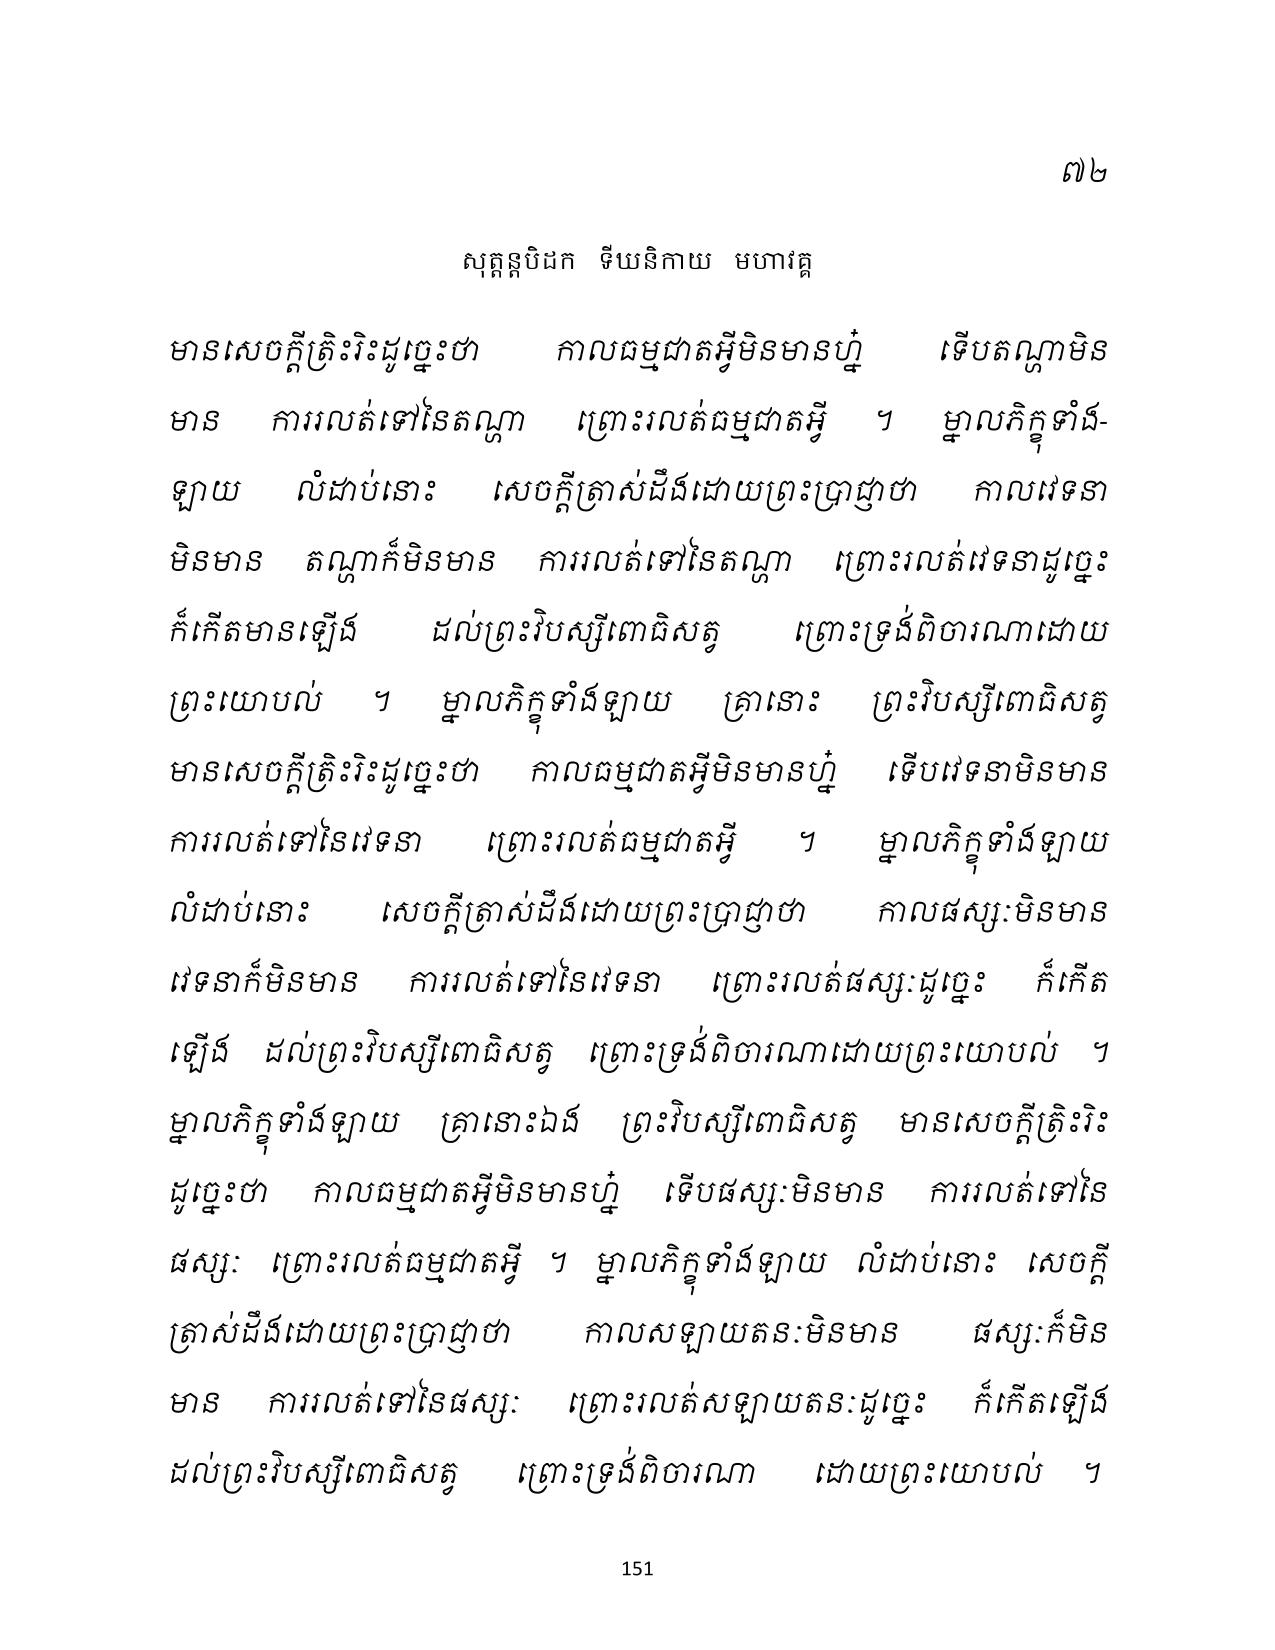 ៧២
សុត្តន្តបិដក ទីឃនិកាយ មហាវគ្គ
មានសេចក្តីត្រិះរិះដូច្នេះថា កាលធម្មជាតអ្វីមិនមានហ្ន៎ ទើបតណ្ហាមិន
មាន ការរលត់ទៅនៃតណ្ហា ព្រោះរលត់ធម្មជាតអ្វី ។ ម្នាលភិក្ខុទាំង-
ឡាយ លំដាប់នោះ សេចក្តីត្រាស់ដឹងដោយព្រះប្រាជ្ញាថា កាលវេទនា
មិនមាន តណ្ហាក៏មិនមាន ការរលត់ទៅនៃតណ្ហា ព្រោះរលត់វេទនាដូច្នេះ
ក៏កើតមានឡើង ដល់ព្រះវិបស្សីពោធិសត្វ ព្រោះទ្រង់ពិចារណាដោយ
ព្រះយោបល់ ។ ម្នាលភិក្ខុទាំងឡាយ គ្រានោះ ព្រះវិបស្សីពោធិសត្វ
មានសេចក្តីត្រិះរិះដូច្នេះថា កាលធម្មជាតអ្វីមិនមានហ្ន៎ ទើបវេទនាមិនមាន
ការរលត់ទៅនៃវេទនា ព្រោះរលត់ធម្មជាតអ្វី ។ ម្នាលភិក្ខុទាំងឡាយ
លំដាប់នោះ សេចក្តីត្រាស់ដឹងដោយព្រះប្រាជ្ញាថា កាលផស្សៈមិនមាន
វេទនាក៏មិនមាន ការរលត់ទៅនៃវេទនា ព្រោះរលត់ផស្សៈដូច្នេះ ក៏កើត
ឡើង ដល់ព្រះវិបស្សីពោធិសត្វ ព្រោះទ្រង់ពិចារណាដោយព្រះយោបល់ ។
ម្នាលភិក្ខុទាំងឡាយ គ្រានោះឯង ព្រះវិបស្សីពោធិសត្វ មានសេចក្តីត្រិះរិះ
ដូច្នេះថា កាលធម្មជាតអ្វីមិនមានហ្ន៎ ទើបផស្សៈមិនមាន ការរលត់ទៅនៃ
ផស្សៈ ព្រោះរលត់ធម្មជាតអ្វី ។ ម្នាលភិក្ខុទាំងឡាយ លំដាប់នោះ សេចក្តី
ត្រាស់ដឹងដោយព្រះប្រាជ្ញាថា កាលសឡាយតនៈមិនមាន ផស្សៈក៏មិន
មាន ការរលត់ទៅនៃផស្សៈ ព្រោះរលត់សឡាយតនៈដូច្នេះ ក៏កើតឡើង
ដល់ព្រះវិបស្សីពោធិសត្វ ព្រោះទ្រង់ពិចារណា ដោយព្រះយោបល់ ។
151